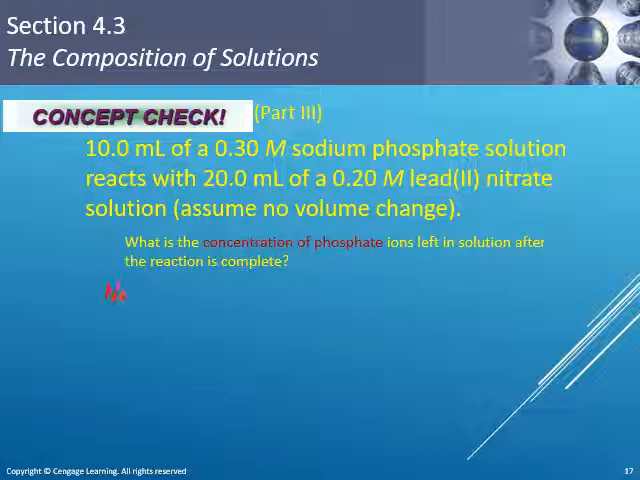 Section 4.3
The Composition of Solutions
CONCEPT CHECK! (Part III)
10.0 mL of a 0.30 M sodium phosphate solution
reacts with 20.0 mL of a 0.20 M lead(II) nitrate
solution (assume no volume change).
What is the concentration of phosphate ions left in solution after
the reaction is complete?
Copyright © Cengage Learning. All rights reserved
17